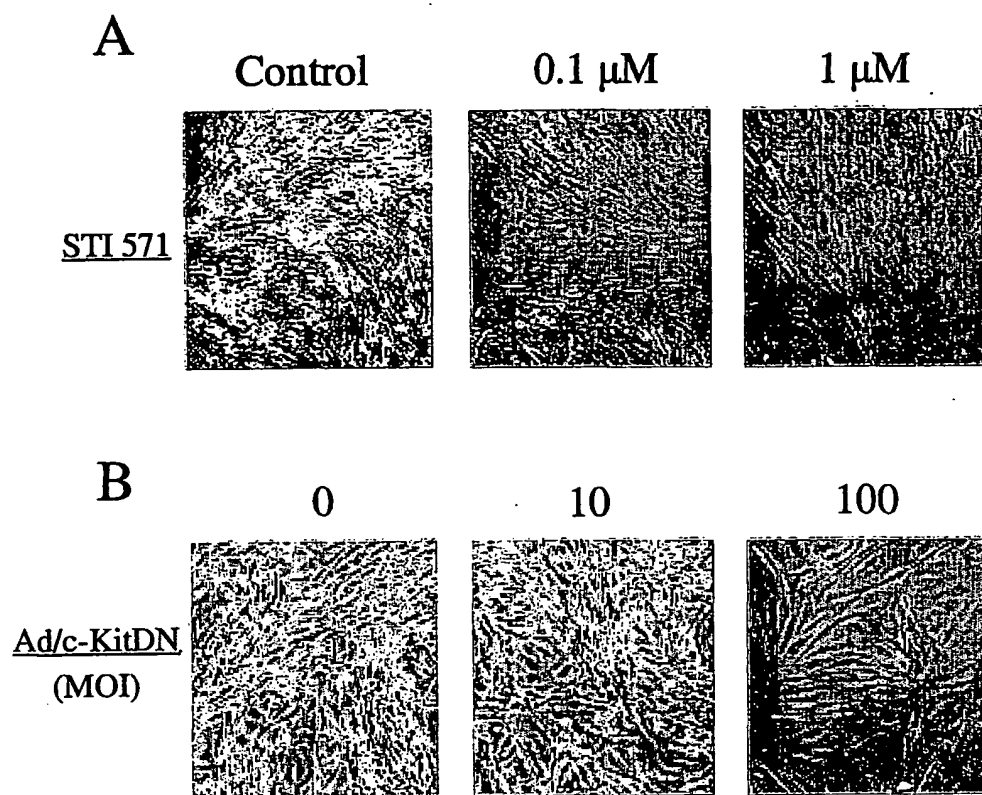 A
Control 0.1 μM 1 μM
STI 571
B
0 10 100
Ad/c-KitDN
(MOI)